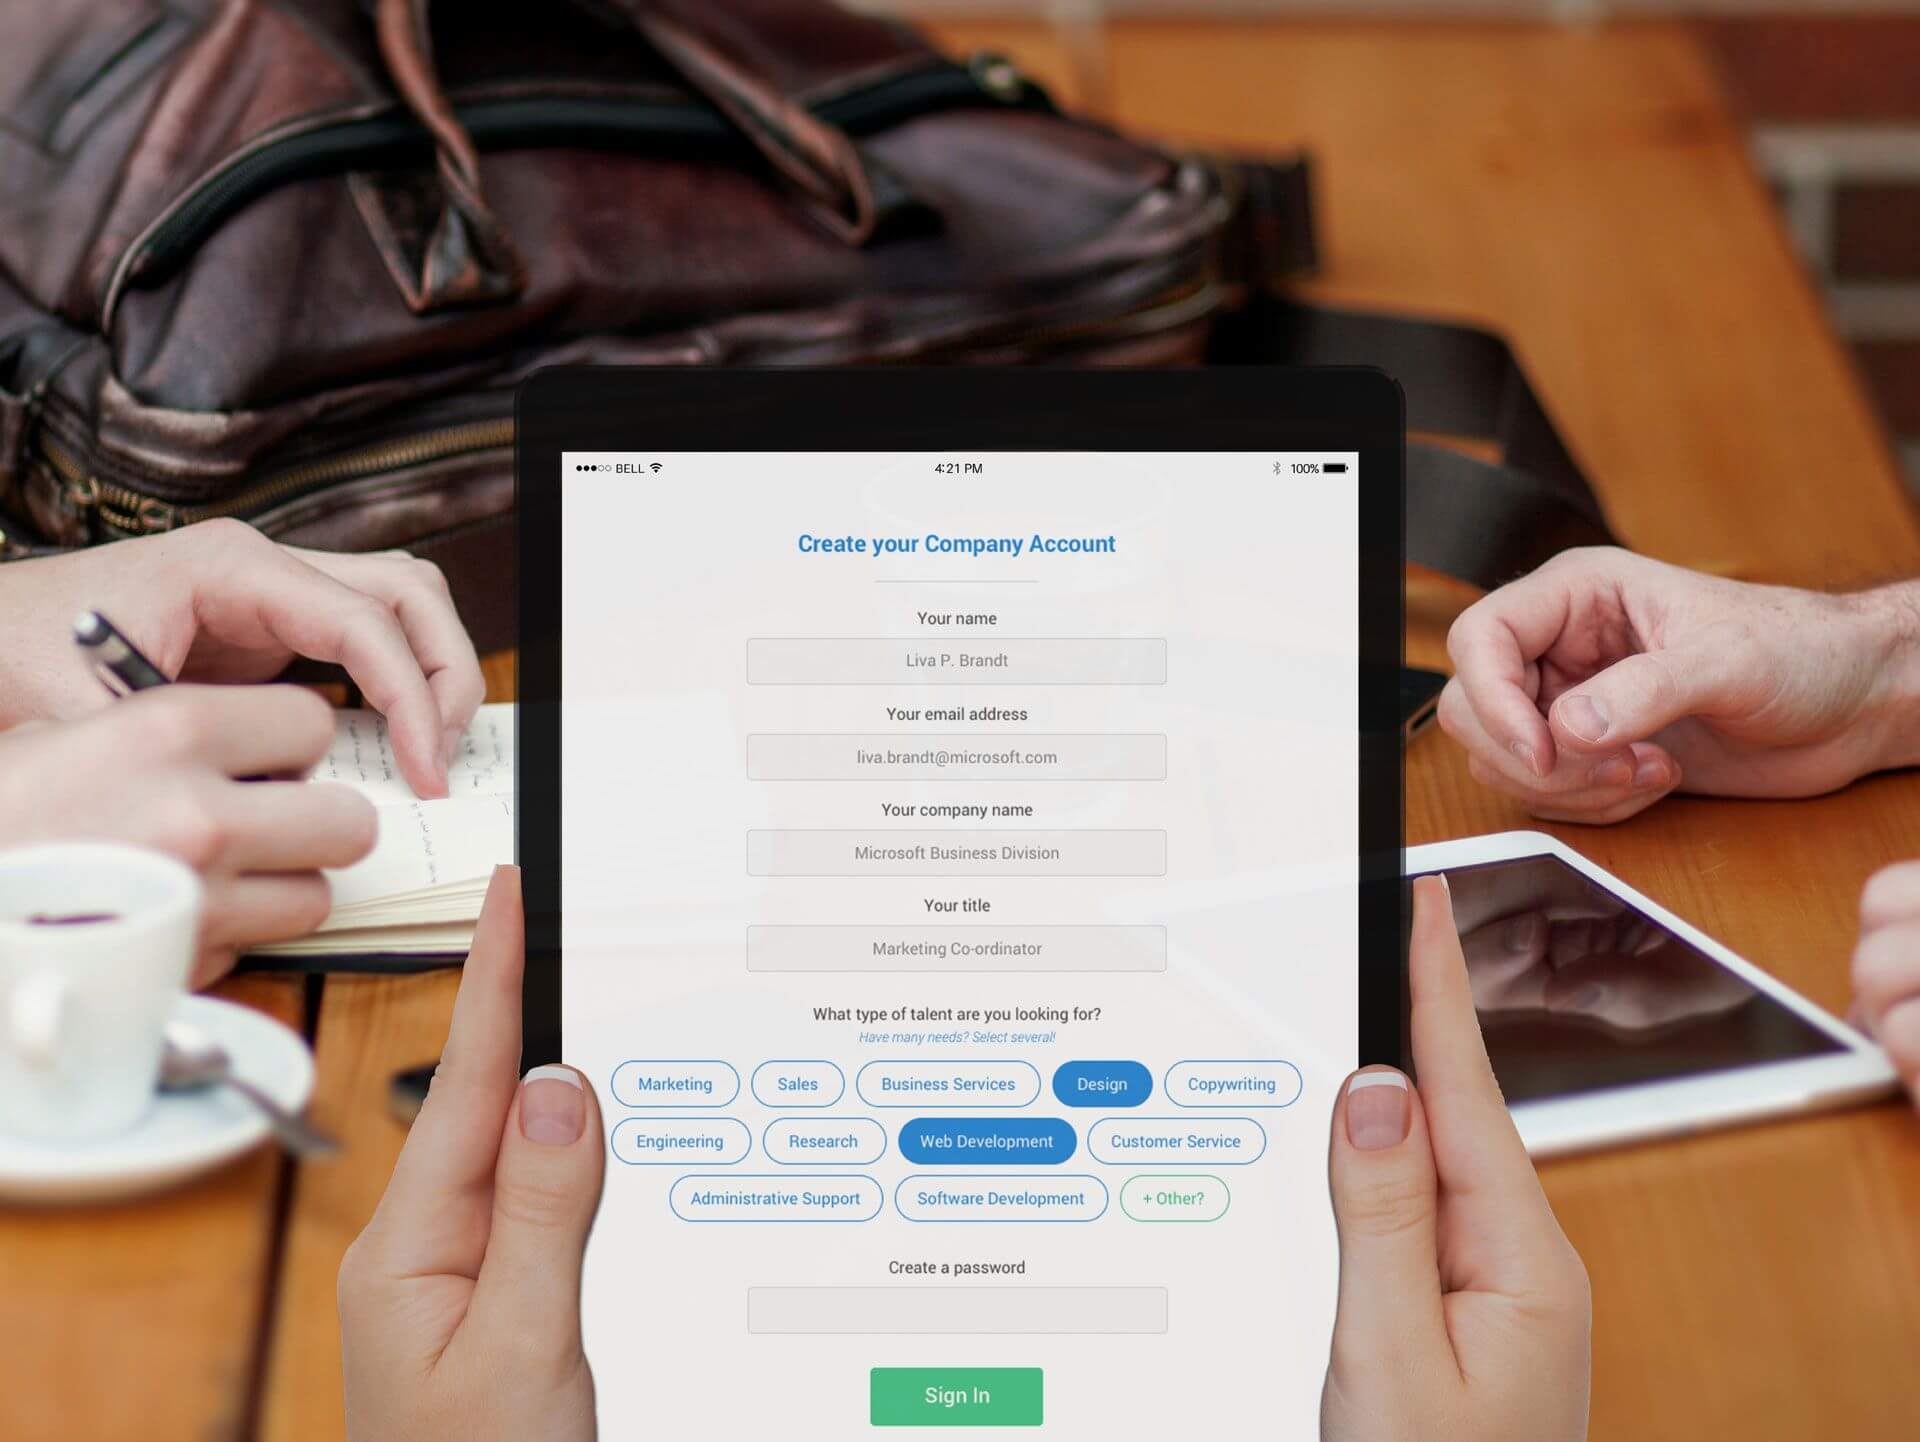 BELL 4:21 PM 100%
Create your Company Account
Your name
Liva P. Brandt
Your email address
liva.brandt@microsoft.com
Your company name
Microsoft Business Division
Your title
Marketing Co-ordinator
What type of talent are you looking for?
Have many needs? Select several!
Marketing Sales Business Services Design Copywriting
Engineering Research Web Development Customer Service
Administrative Support Software Development + Other?
Create a password
Sign In